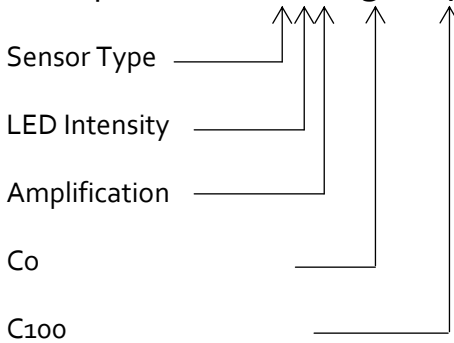 Sensor Type
LED Intensity
Amplification
C0
C100